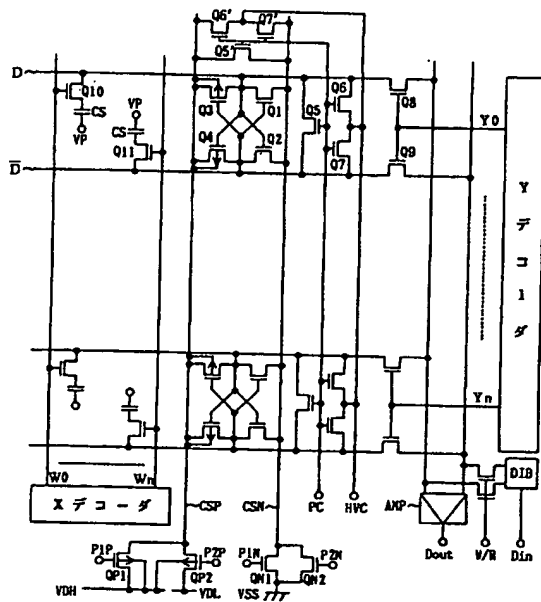 Q6' Q7'
Q5'
D
Q10
CS
VP
VP
CS
Q11
Q3 Q1
Q4 Q2
Q5
Q6
Q7
Q8
Q9
Y0
D̅
Yデコーダ
Yn
W0 Wn
Xデコーダ
CSP
CSN
PC HVC
AMP
DIB
Dout W/R Din
P1P P2P
QP1 QP2
VDH VDL
P1N P2N
QN1 QN2
VSS